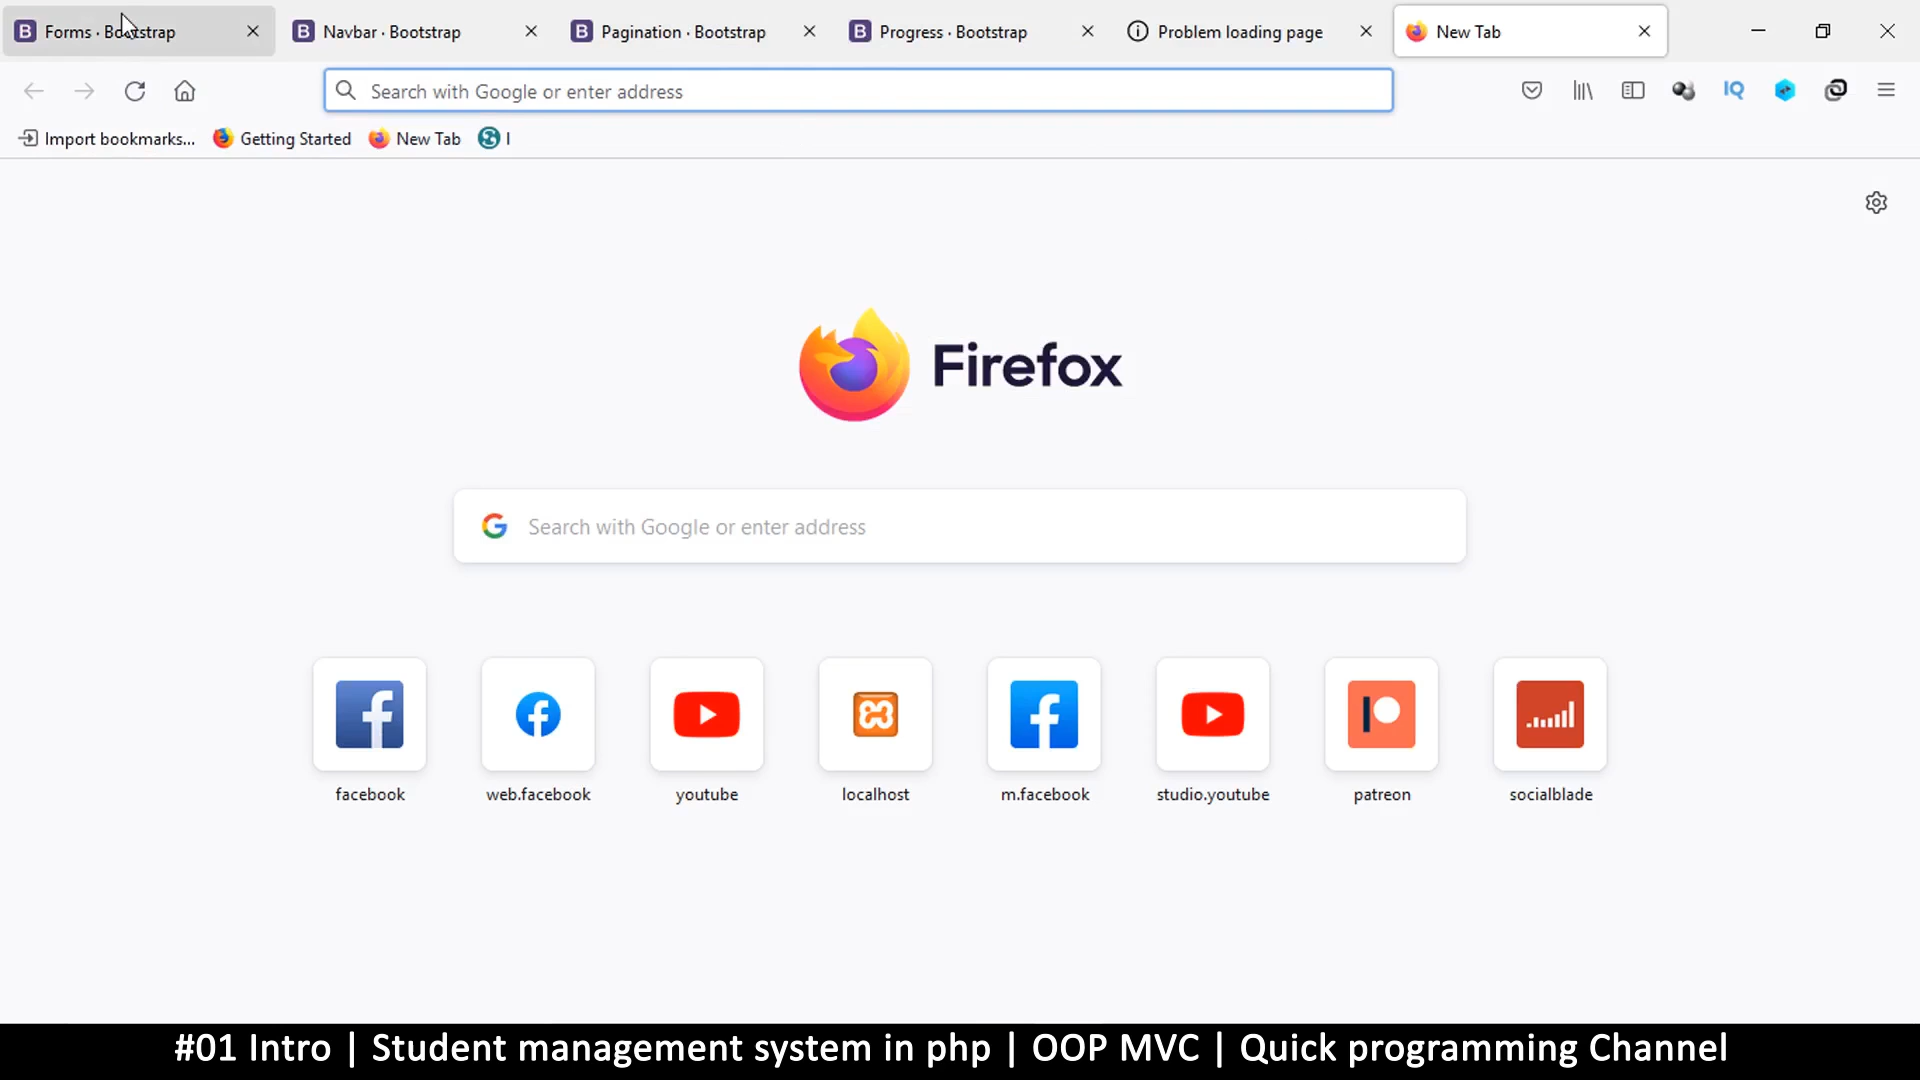 Forms · Bootstrap
Navbar · Bootstrap
Pagination · Bootstrap
Progress · Bootstrap
Problem loading page
New Tab
Search with Google or enter address
IQ
Import bookmarks...
Getting Started
New Tab
I
Firefox
Search with Google or enter address
facebook
web.facebook
youtube
localhost
m.facebook
studio.youtube
patreon
socialblade
#01 Intro | Student management system in php | OOP MVC | Quick programming Channel